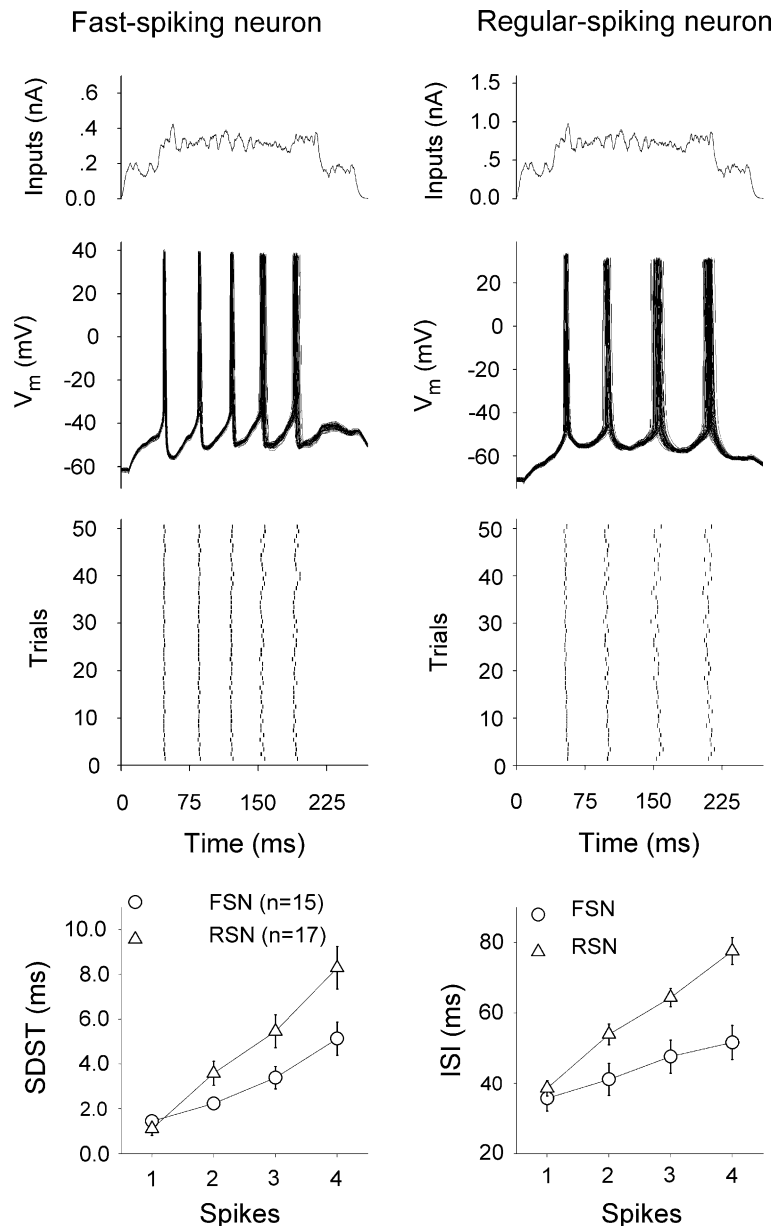 Fast-spiking neuron
Regular-spiking neuron
Inputs (nA)
.6
.4
.2
0.0
Inputs (nA)
1.5
1.0
.5
0.0
Vm (mV)
40
20
0
-20
-40
-60
Vm (mV)
20
0
-20
-40
-60
Trials
50
40
30
20
10
0
0 75 150 225
Time (ms)
Trials
50
40
30
20
10
0
0 75 150 225
Time (ms)
FSN (n=15)
RSN (n=17)
SDST (ms)
10.0
8.0
6.0
4.0
2.0
0.0
1 2 3 4
Spikes
FSN
RSN
ISI (ms)
80
60
40
20
1 2 3 4
Spikes